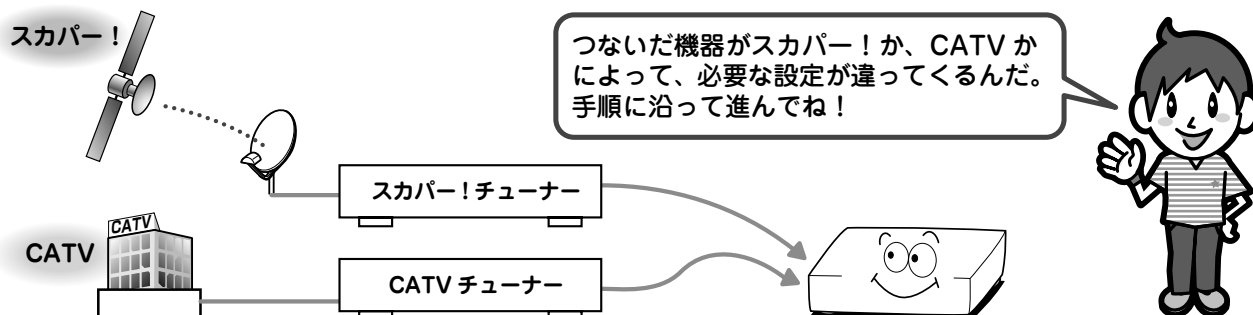 スカパー！
つないだ機器がスカパー！か、CATV か
によって、必要な設定が違ってくるんだ。
手順に沿って進んでね！
スカパー！チューナー
CATV
CATV
CATV チューナー